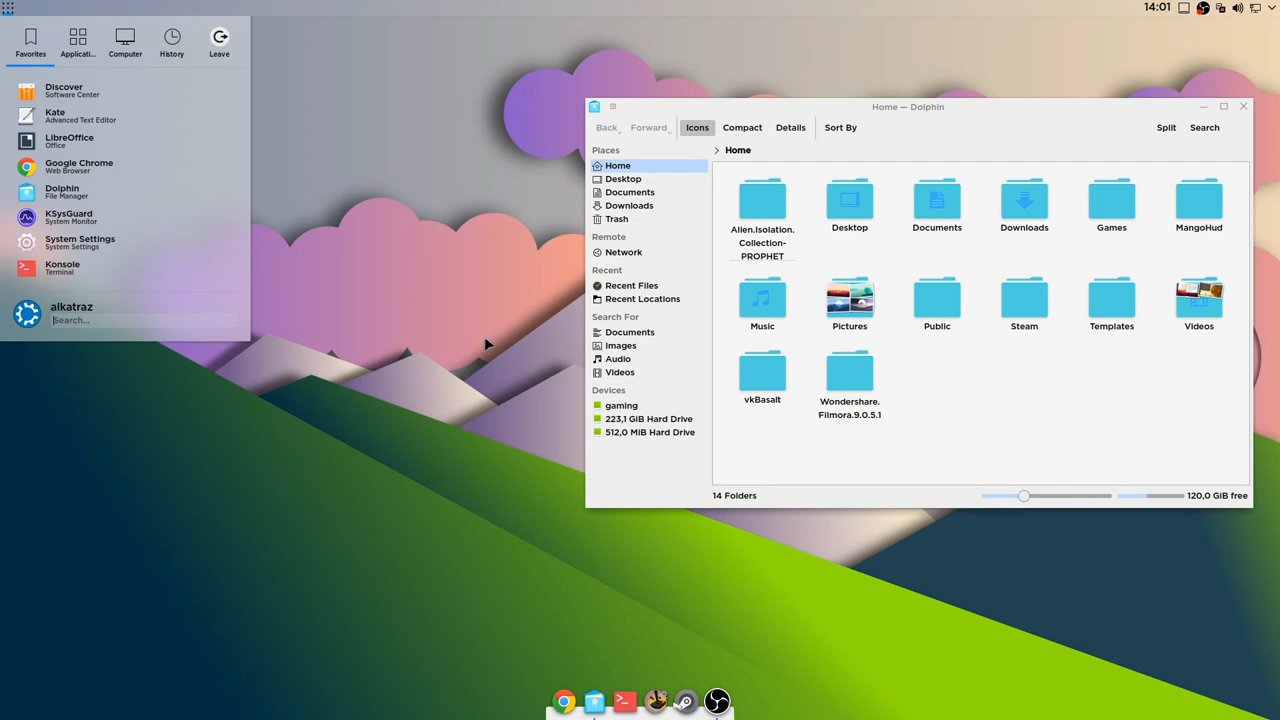 14:01
Favorites
Applicati...
Computer
History
Leave
Discover
Software Center
Kate
Advanced Text Editor
LibreOffice
Office
Google Chrome
Web Browser
Dolphin
File Manager
KSysGuard
System Monitor
System Settings
System Settings
Konsole
Terminal
alkatraz
Search...
Home — Dolphin
Back
Forward
Icons
Compact
Details
Sort By
Split
Search
Places
Home
Desktop
Documents
Downloads
Trash
Remote
Network
Recent
Recent Files
Recent Locations
Search For
Documents
Images
Audio
Videos
Devices
gaming
223,1 GiB Hard Drive
512,0 MiB Hard Drive
> Home
Alien.Isolation.
Collection-
PROPHET
Desktop
Documents
Downloads
Games
MangoHud
Music
Pictures
Public
Steam
Templates
Videos
vkBasalt
Wondershare.
Filmora.9.0.5.1
14 Folders
120,0 GiB free